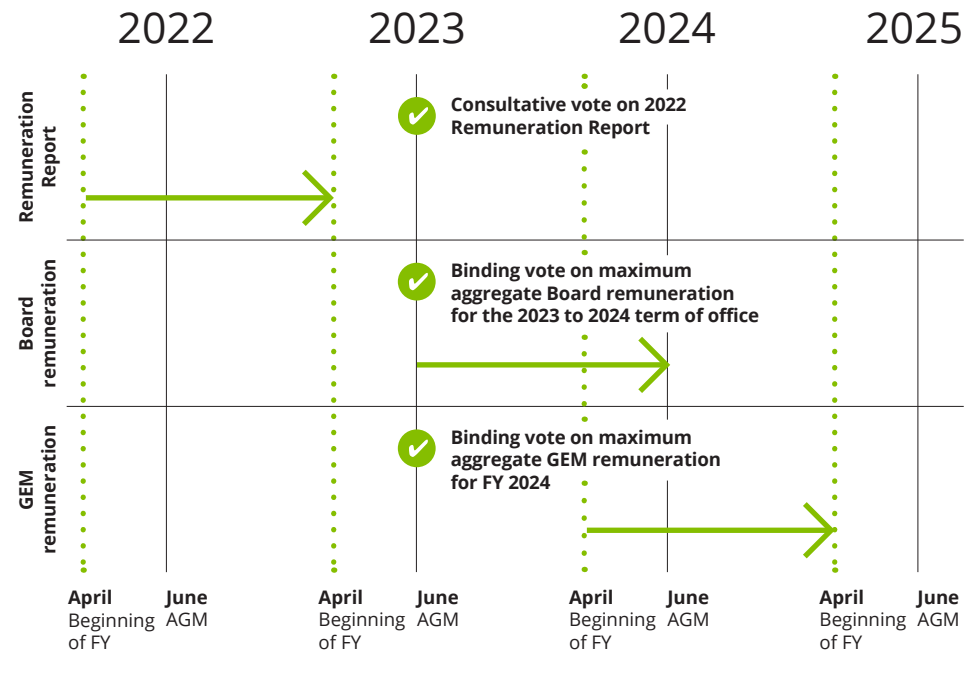 2022
2023
2024
2025
Remuneration
Report
Consultative vote on 2022
Remuneration Report
Board
remuneration
Binding vote on maximum
aggregate Board remuneration
for the 2023 to 2024 term of office
GEM
remuneration
Binding vote on maximum
aggregate GEM remuneration
for FY 2024
April
Beginning
of FY
June
AGM
April
Beginning
of FY
June
AGM
April
Beginning
of FY
June
AGM
April
Beginning
of FY
June
AGM